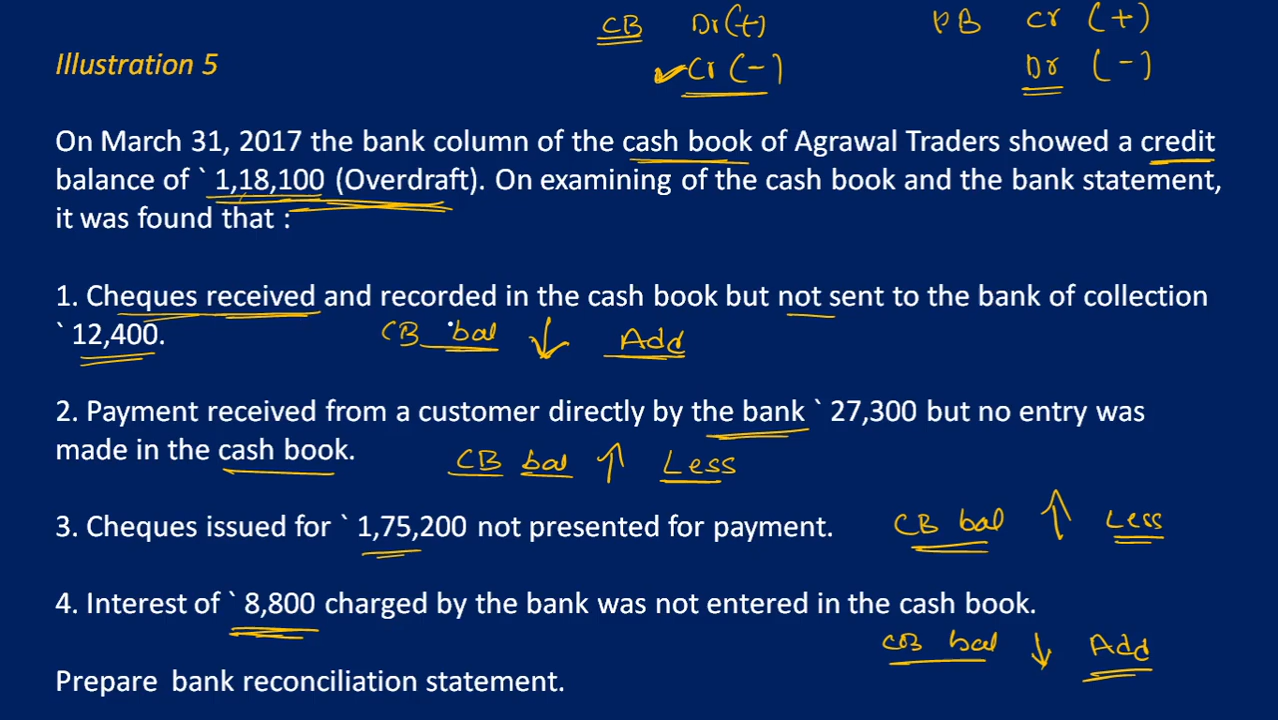 CB Dr (+) PB Cr (+)
Illustration 5 ✓Cr (-) Dr (-)
On March 31, 2017 the bank column of the cash book of Agrawal Traders showed a credit
balance of ` 1,18,100 (Overdraft). On examining of the cash book and the bank statement,
it was found that :
1. Cheques received and recorded in the cash book but not sent to the bank of collection
` 12,400. CB bal ↓ Add
2. Payment received from a customer directly by the bank ` 27,300 but no entry was
made in the cash book. CB bal ↑ Less
3. Cheques issued for ` 1,75,200 not presented for payment. CB bal ↑ Less
4. Interest of ` 8,800 charged by the bank was not entered in the cash book.
CB bal ↓ Add
Prepare bank reconciliation statement.